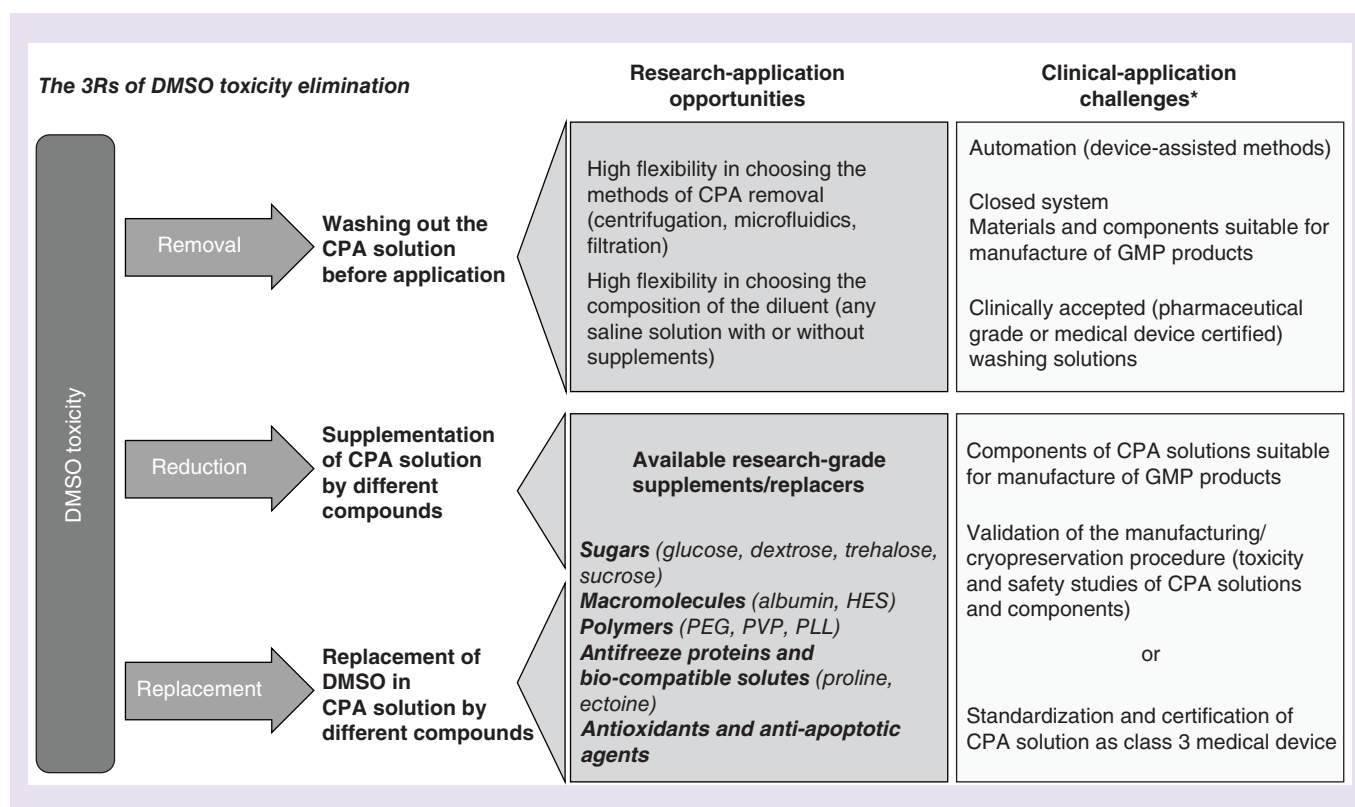 The 3Rs of DMSO toxicity elimination
Research-application
opportunities
Clinical-application
challenges*
DMSO toxicity
Removal
Washing out the
CPA solution
before application
High flexibility in choosing the
methods of CPA removal
(centrifugation, microfluidics,
filtration)
High flexibility in choosing the
composition of the diluent (any
saline solution with or without
supplements)
Automation (device-assisted methods)
Closed system
Materials and components suitable for
manufacture of GMP products
Clinically accepted (pharmaceutical
grade or medical device certified)
washing solutions
Reduction
Supplementation
of CPA solution
by different
compounds
Replacement
Replacement of
DMSO in
CPA solution by
different compounds
Available research-grade
supplements/replacers
Sugars (glucose, dextrose, trehalose,
sucrose)
Macromolecules (albumin, HES)
Polymers (PEG, PVP, PLL)
Antifreeze proteins and
bio-compatible solutes (proline,
ectoine)
Antioxidants and anti-apoptotic
agents
Components of CPA solutions suitable
for manufacture of GMP products
Validation of the manufacturing/
cryopreservation procedure (toxicity
and safety studies of CPA solutions
and components)
or
Standardization and certification of
CPA solution as class 3 medical device